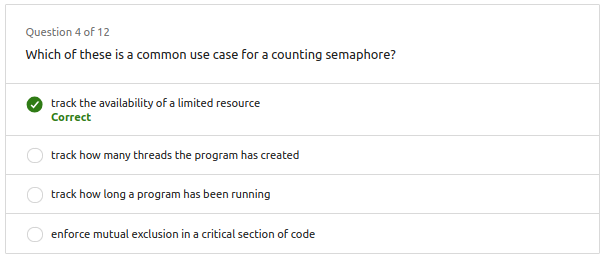 Question 4 of 12
Which of these is a common use case for a counting semaphore?
track the availability of a limited resource
Correct
track how many threads the program has created
track how long a program has been running
enforce mutual exclusion in a critical section of code